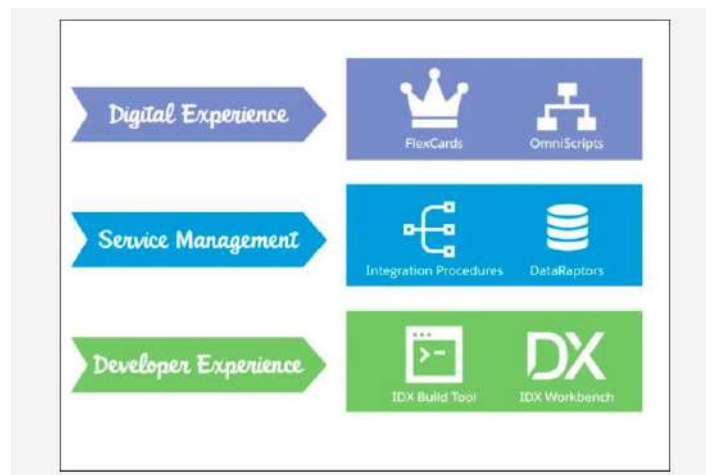 Digital Experience
FlexCards
OmniScripts
Service Management
Integration Procedures
DataRaptors
Developer Experience
>-
DX
IDX Build Tool
IDX Workbench